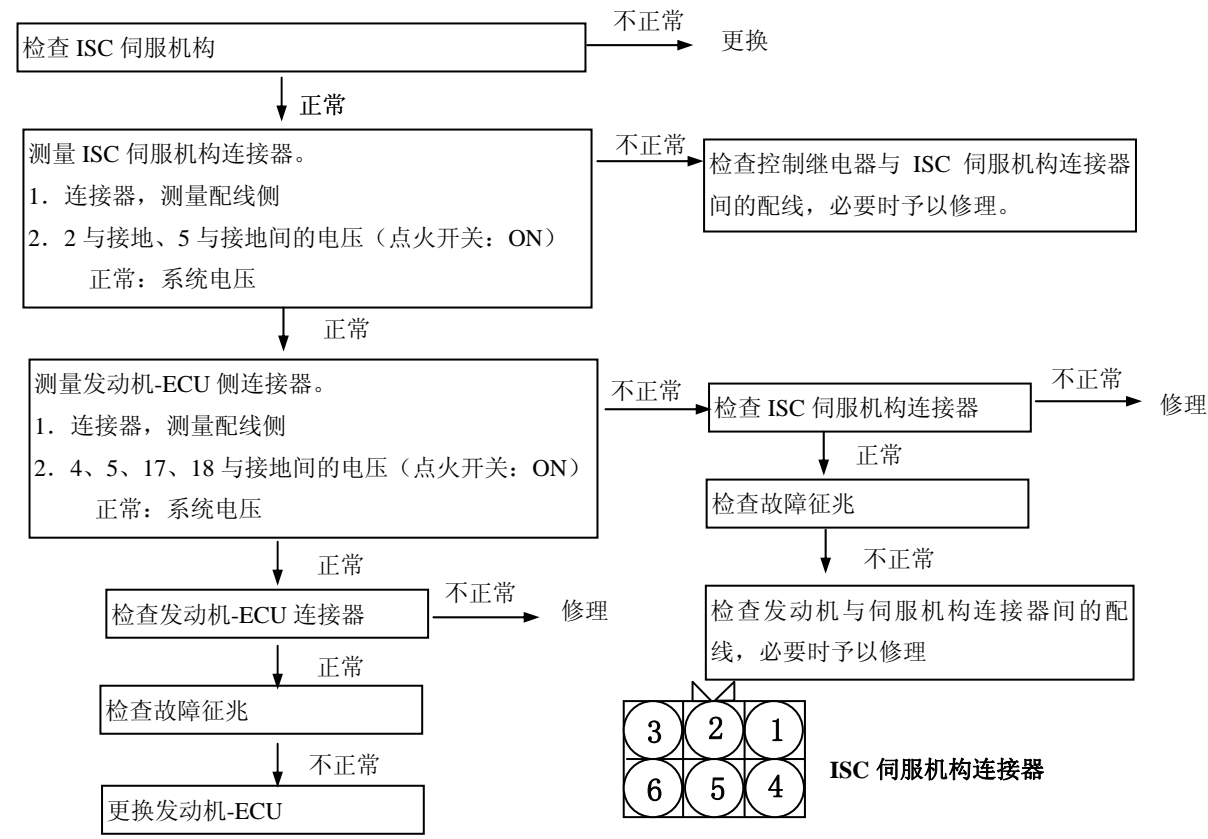 检查 ISC 伺服机构
不正常
更换
正常
测量 ISC 伺服机构连接器。
1．连接器，测量配线侧
2．2 与接地、5 与接地间的电压（点火开关：ON）
正常：系统电压
不正常
检查控制继电器与 ISC 伺服机构连接器
间的配线，必要时予以修理。
正常
测量发动机-ECU 侧连接器。
1．连接器，测量配线侧
2．4、5、17、18 与接地间的电压（点火开关：ON）
正常：系统电压
不正常
检查 ISC 伺服机构连接器
不正常
修理
正常
检查故障征兆
不正常
检查发动机与伺服机构连接器间的配
线，必要时予以修理
正常
检查发动机-ECU 连接器
不正常
修理
正常
检查故障征兆
不正常
更换发动机-ECU
3 2 1
6 5 4
ISC 伺服机构连接器